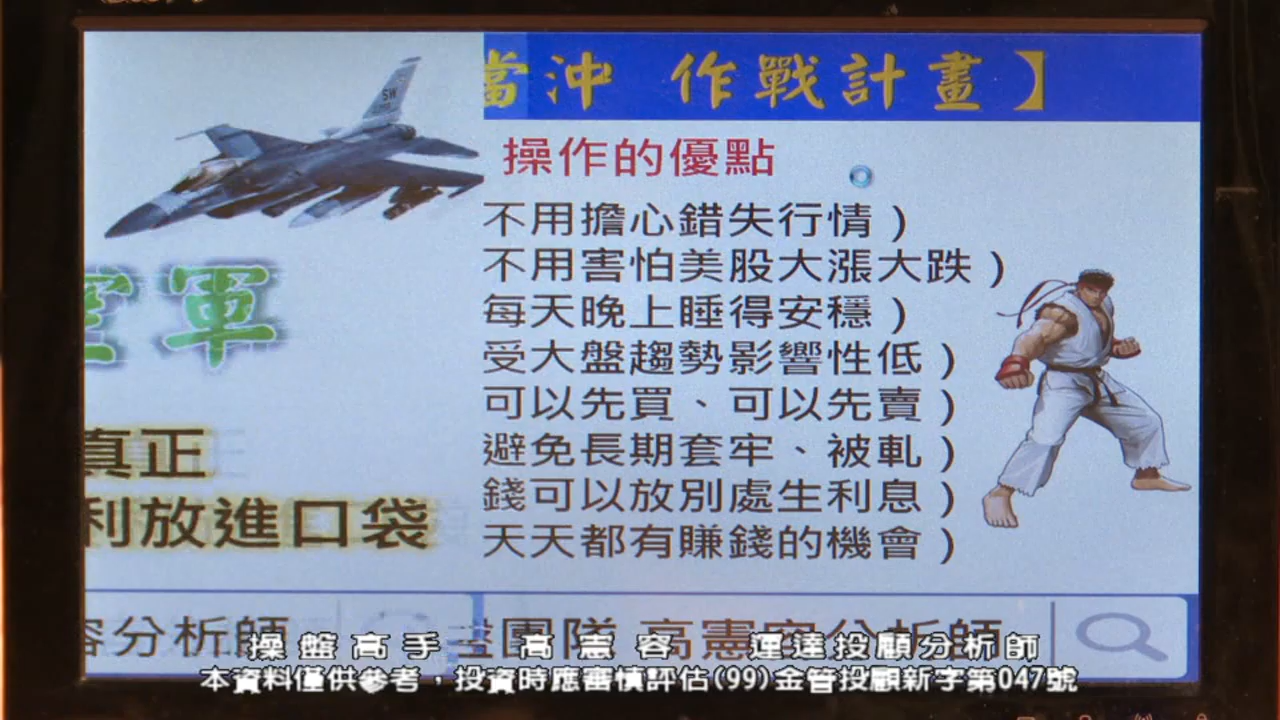 當沖 作戰計畫】
操作的優點
不用擔心錯失行情)
不用害怕美股大漲大跌)
每天晚上睡得安穩)
受大盤趨勢影響性低)
可以先買、可以先賣)
避免長期套牢、被軋)
錢可以放別處生利息)
天天都有賺錢的機會)
SW
空軍
真正
利放進口袋
容分析師
團隊 高憲容分析師
操盤高手 高憲容 運達投顧分析師
本資料僅供參考,投資時應審慎評估(99)金管投顧新字第047號